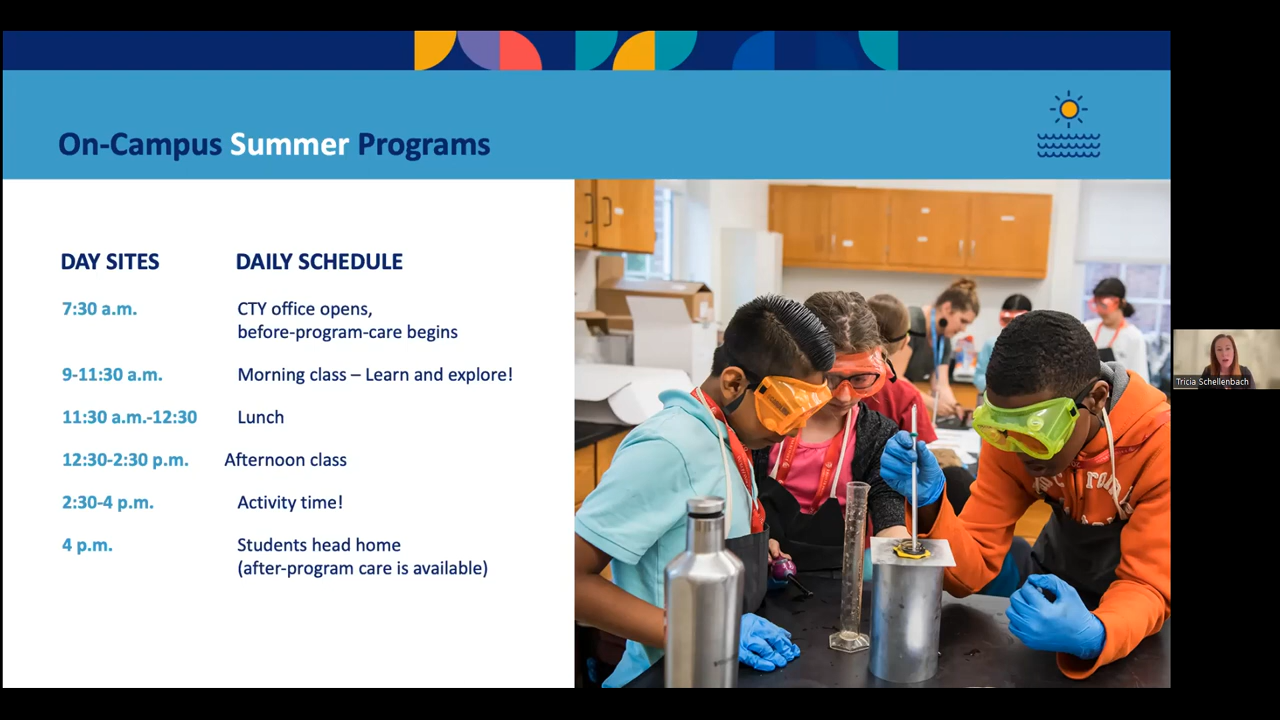 On-Campus Summer Programs
DAY SITES DAILY SCHEDULE
7:30 a.m. CTY office opens,
before-program-care begins
9-11:30 a.m. Morning class – Learn and explore!
11:30 a.m.-12:30 Lunch
12:30-2:30 p.m. Afternoon class
2:30-4 p.m. Activity time!
4 p.m. Students head home
(after-program care is available)
Tricia Schellenbach